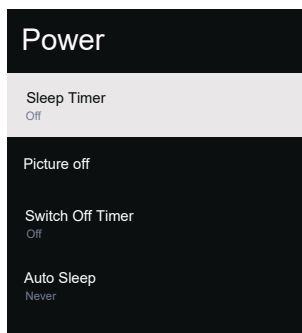 Power
Sleep Timer
Off
Picture off
Switch Off Timer
Off
Auto Sleep
Never